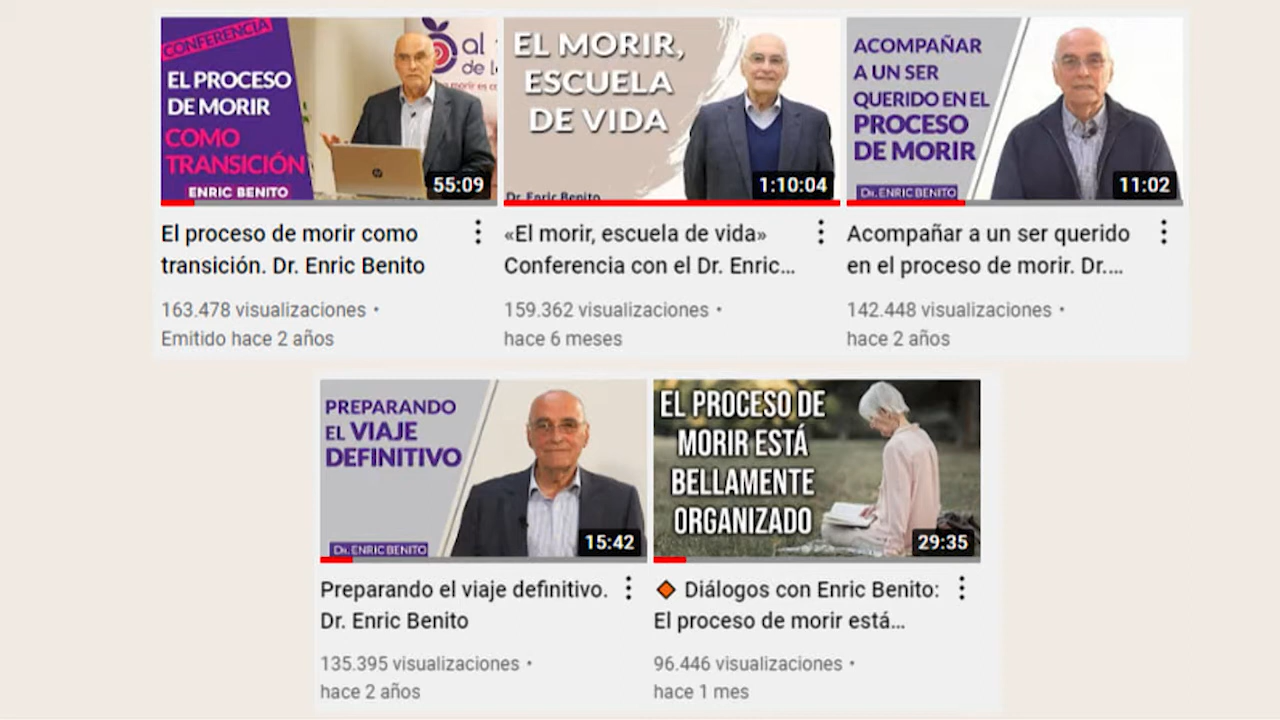 CONFERENCIA
EL PROCESO
DE MORIR
COMO
TRANSICIÓN
ENRIC BENITO
al
de la
morir es
hp
55:09
El proceso de morir como
transición. Dr. Enric Benito
163.478 visualizaciones •
Emitido hace 2 años
EL MORIR,
ESCUELA
DE VIDA
Dr. Enric Benito
1:10:04
«El morir, escuela de vida»
Conferencia con el Dr. Enric...
159.362 visualizaciones •
hace 6 meses
ACOMPAÑAR
A UN SER
QUERIDO EN EL
PROCESO
DE MORIR
Dr. ENRIC BENITO
11:02
Acompañar a un ser querido
en el proceso de morir. Dr....
142.448 visualizaciones •
hace 2 años
PREPARANDO
EL VIAJE
DEFINITIVO
Dr. ENRIC BENITO
15:42
Preparando el viaje definitivo.
Dr. Enric Benito
135.395 visualizaciones •
hace 2 años
EL PROCESO DE
MORIR ESTÁ
BELLAMENTE
ORGANIZADO
29:35
🔶 Diálogos con Enric Benito:
El proceso de morir está...
96.446 visualizaciones •
hace 1 mes